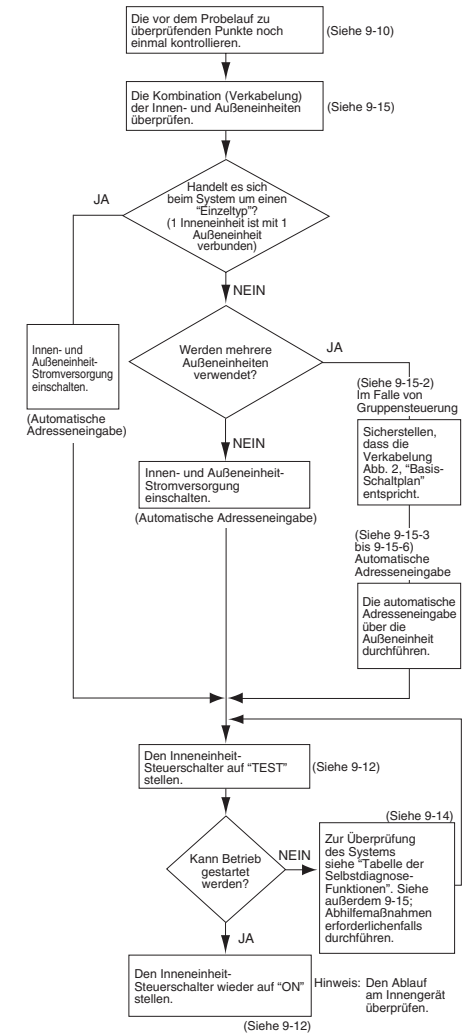 Die vor dem Probelauf zu
überprüfenden Punkte noch
einmal kontrollieren.
(Siehe 9-10)
Die Kombination (Verkabelung)
der Innen- und Außeneinheiten
überprüfen.
(Siehe 9-15)
Handelt es sich
beim System um einen
“Einzeltyp”?
(1 Inneneinheit ist mit 1
Außeneinheit
verbunden)
JA
NEIN
Innen- und
Außeneinheit-
Stromversorgung
einschalten.
(Automatische
Adresseneingabe)
Werden mehrere
Außeneinheiten
verwendet?
JA
NEIN
(Siehe 9-15-2)
Im Falle von
Gruppensteuerung
Sicherstellen,
dass die
Verkabelung
Abb. 2, “Basis-
Schaltplan”
entspricht.
Innen- und Außeneinheit-
Stromversorgung
einschalten.
(Automatische Adresseneingabe)
(Siehe 9-15-3
bis 9-15-6)
Automatische
Adresseneingabe
Die automatische
Adresseneingabe
über die
Außeneinheit
durchführen.
Den Inneneinheit-
Steuerschalter auf “TEST”
stellen.
(Siehe 9-12)
Kann Betrieb
gestartet
werden?
NEIN
(Siehe 9-14)
Zur Überprüfung
des Systems
siehe “Tabelle der
Selbstdiagnose-
Funktionen”. Siehe
außerdem 9-15;
Abhilfemaßnahmen
erforderlichenfalls
durchführen.
JA
Den Inneneinheit-
Steuerschalter wieder auf “ON”
stellen.
(Siehe 9-12)
Hinweis: Den Ablauf
am Innengerät
überprüfen.